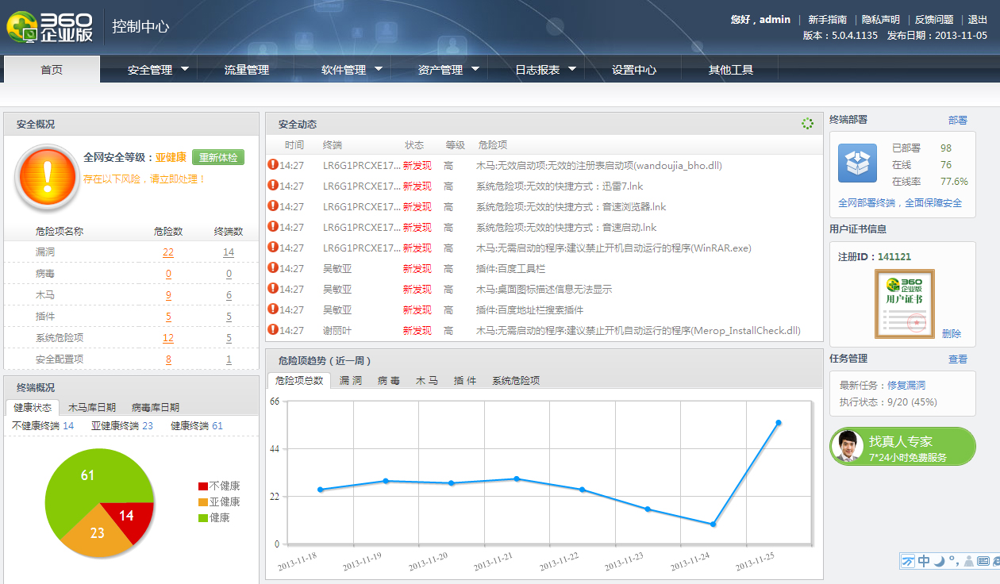 360企业版 控制中心
您好，admin | 新手指南 | 隐私声明 | 反馈问题 | 退出
版本：5.0.4.1135 发布日期：2013-11-05
首页 安全管理 流量管理 软件管理 资产管理 日志报表 设置中心 其他工具
安全概况
全网安全等级：亚健康 重新体检
存在以下风险，请立即处理！
危险项名称 危险数 终端数
漏洞 22 14
病毒 0 0
木马 9 6
插件 5 5
系统危险项 12 5
安全配置项 8 1
终端概况
健康状态 木马库日期 病毒库日期
不健康终端 14 亚健康终端 23 健康终端 61
61
14
23
不健康
亚健康
健康
安全动态
时间 终端 状态 等级 危险项
14:27 LR6G1PRCXE17... 新发现 高 木马:无效启动项:无效的注册表启动项(wandoujia_bho.dll)
14:27 LR6G1PRCXE17... 新发现 高 系统危险项:无效的快捷方式：迅雷7.lnk
14:27 LR6G1PRCXE17... 新发现 高 系统危险项:无效的快捷方式：音速浏览器.lnk
14:27 LR6G1PRCXE17... 新发现 高 系统危险项:无效的快捷方式：音速启动.lnk
14:27 LR6G1PRCXE17... 新发现 高 木马:无需启动的程序:建议禁止开机自动运行的程序(WinRAR.exe)
14:27 吴敏亚 新发现 高 插件:百度工具栏
14:27 吴敏亚 新发现 高 木马:桌面图标描述信息无法显示
14:27 吴敏亚 新发现 高 插件:百度地址栏搜索插件
14:27 谢丽叶 新发现 高 木马:无需启动的程序:建议禁止开机自动运行的程序(Merop_InstallCheck.dll)
危险项趋势（近一周）
危险项总数 漏 洞 病 毒 木 马 插 件 系统危险项
66
44
22
0
2013-11-18 2013-11-19 2013-11-20 2013-11-21 2013-11-22 2013-11-23 2013-11-24 2013-11-25
终端部署 部署
已部署 98
在线 76
在线率 77.6%
全网部署终端，全面保障安全
用户证书信息
注册ID：141121
360企业版
用户证书
删除
任务管理 查看
最新任务：修复漏洞
执行状态：9/20 (45%)
找真人专家
7*24小时免费服务
中